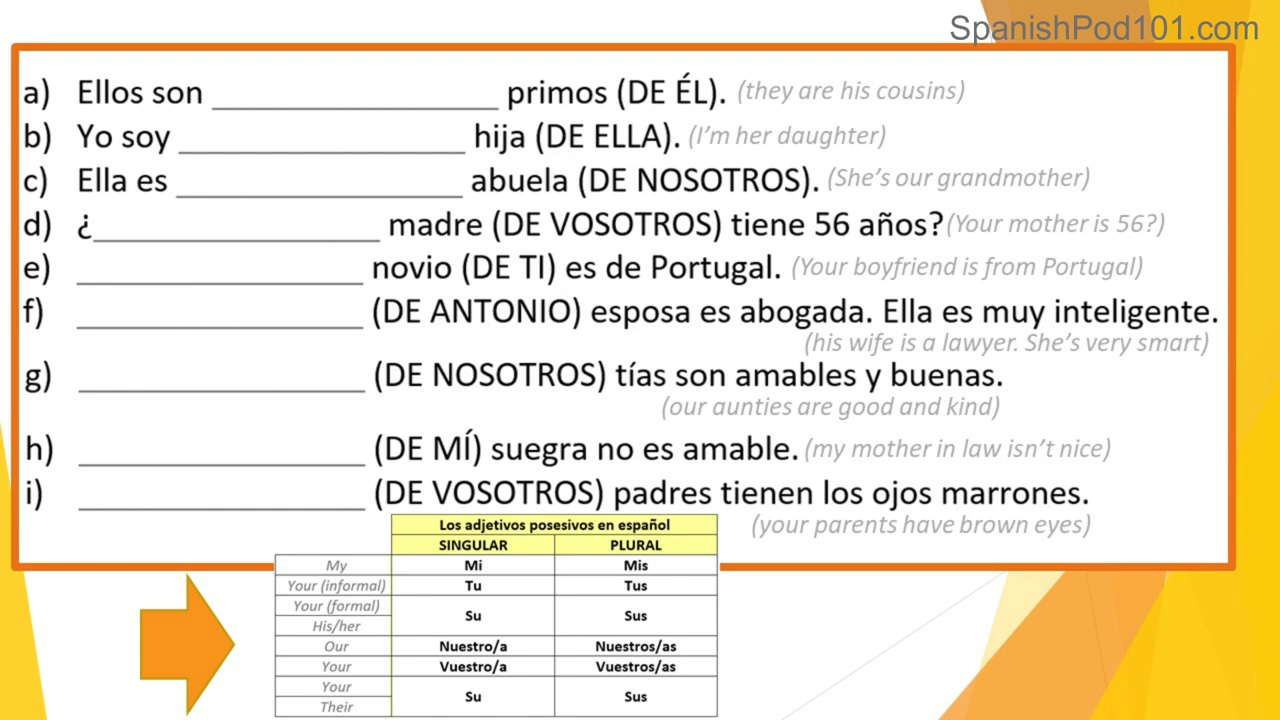 SpanishPod101.com
a) Ellos son ________________ primos (DE ÉL). (they are his cousins)
b) Yo soy ________________ hija (DE ELLA). (I'm her daughter)
c) Ella es ________________ abuela (DE NOSOTROS). (She's our grandmother)
d) ¿________________ madre (DE VOSOTROS) tiene 56 años? (Your mother is 56?)
e) ________________ novio (DE TI) es de Portugal. (Your boyfriend is from Portugal)
f) ________________ (DE ANTONIO) esposa es abogada. Ella es muy inteligente.
(his wife is a lawyer. She's very smart)
g) ________________ (DE NOSOTROS) tías son amables y buenas.
(our aunties are good and kind)
h) ________________ (DE MÍ) suegra no es amable. (my mother in law isn't nice)
i) ________________ (DE VOSOTROS) padres tienen los ojos marrones.
(your parents have brown eyes)
Los adjetivos posesivos en español
SINGULAR PLURAL
My Mi Mis
Your (informal) Tu Tus
Your (formal)
Su Sus
His/her
Our Nuestro/a Nuestros/as
Your Vuestro/a Vuestros/as
Your
Su Sus
Their